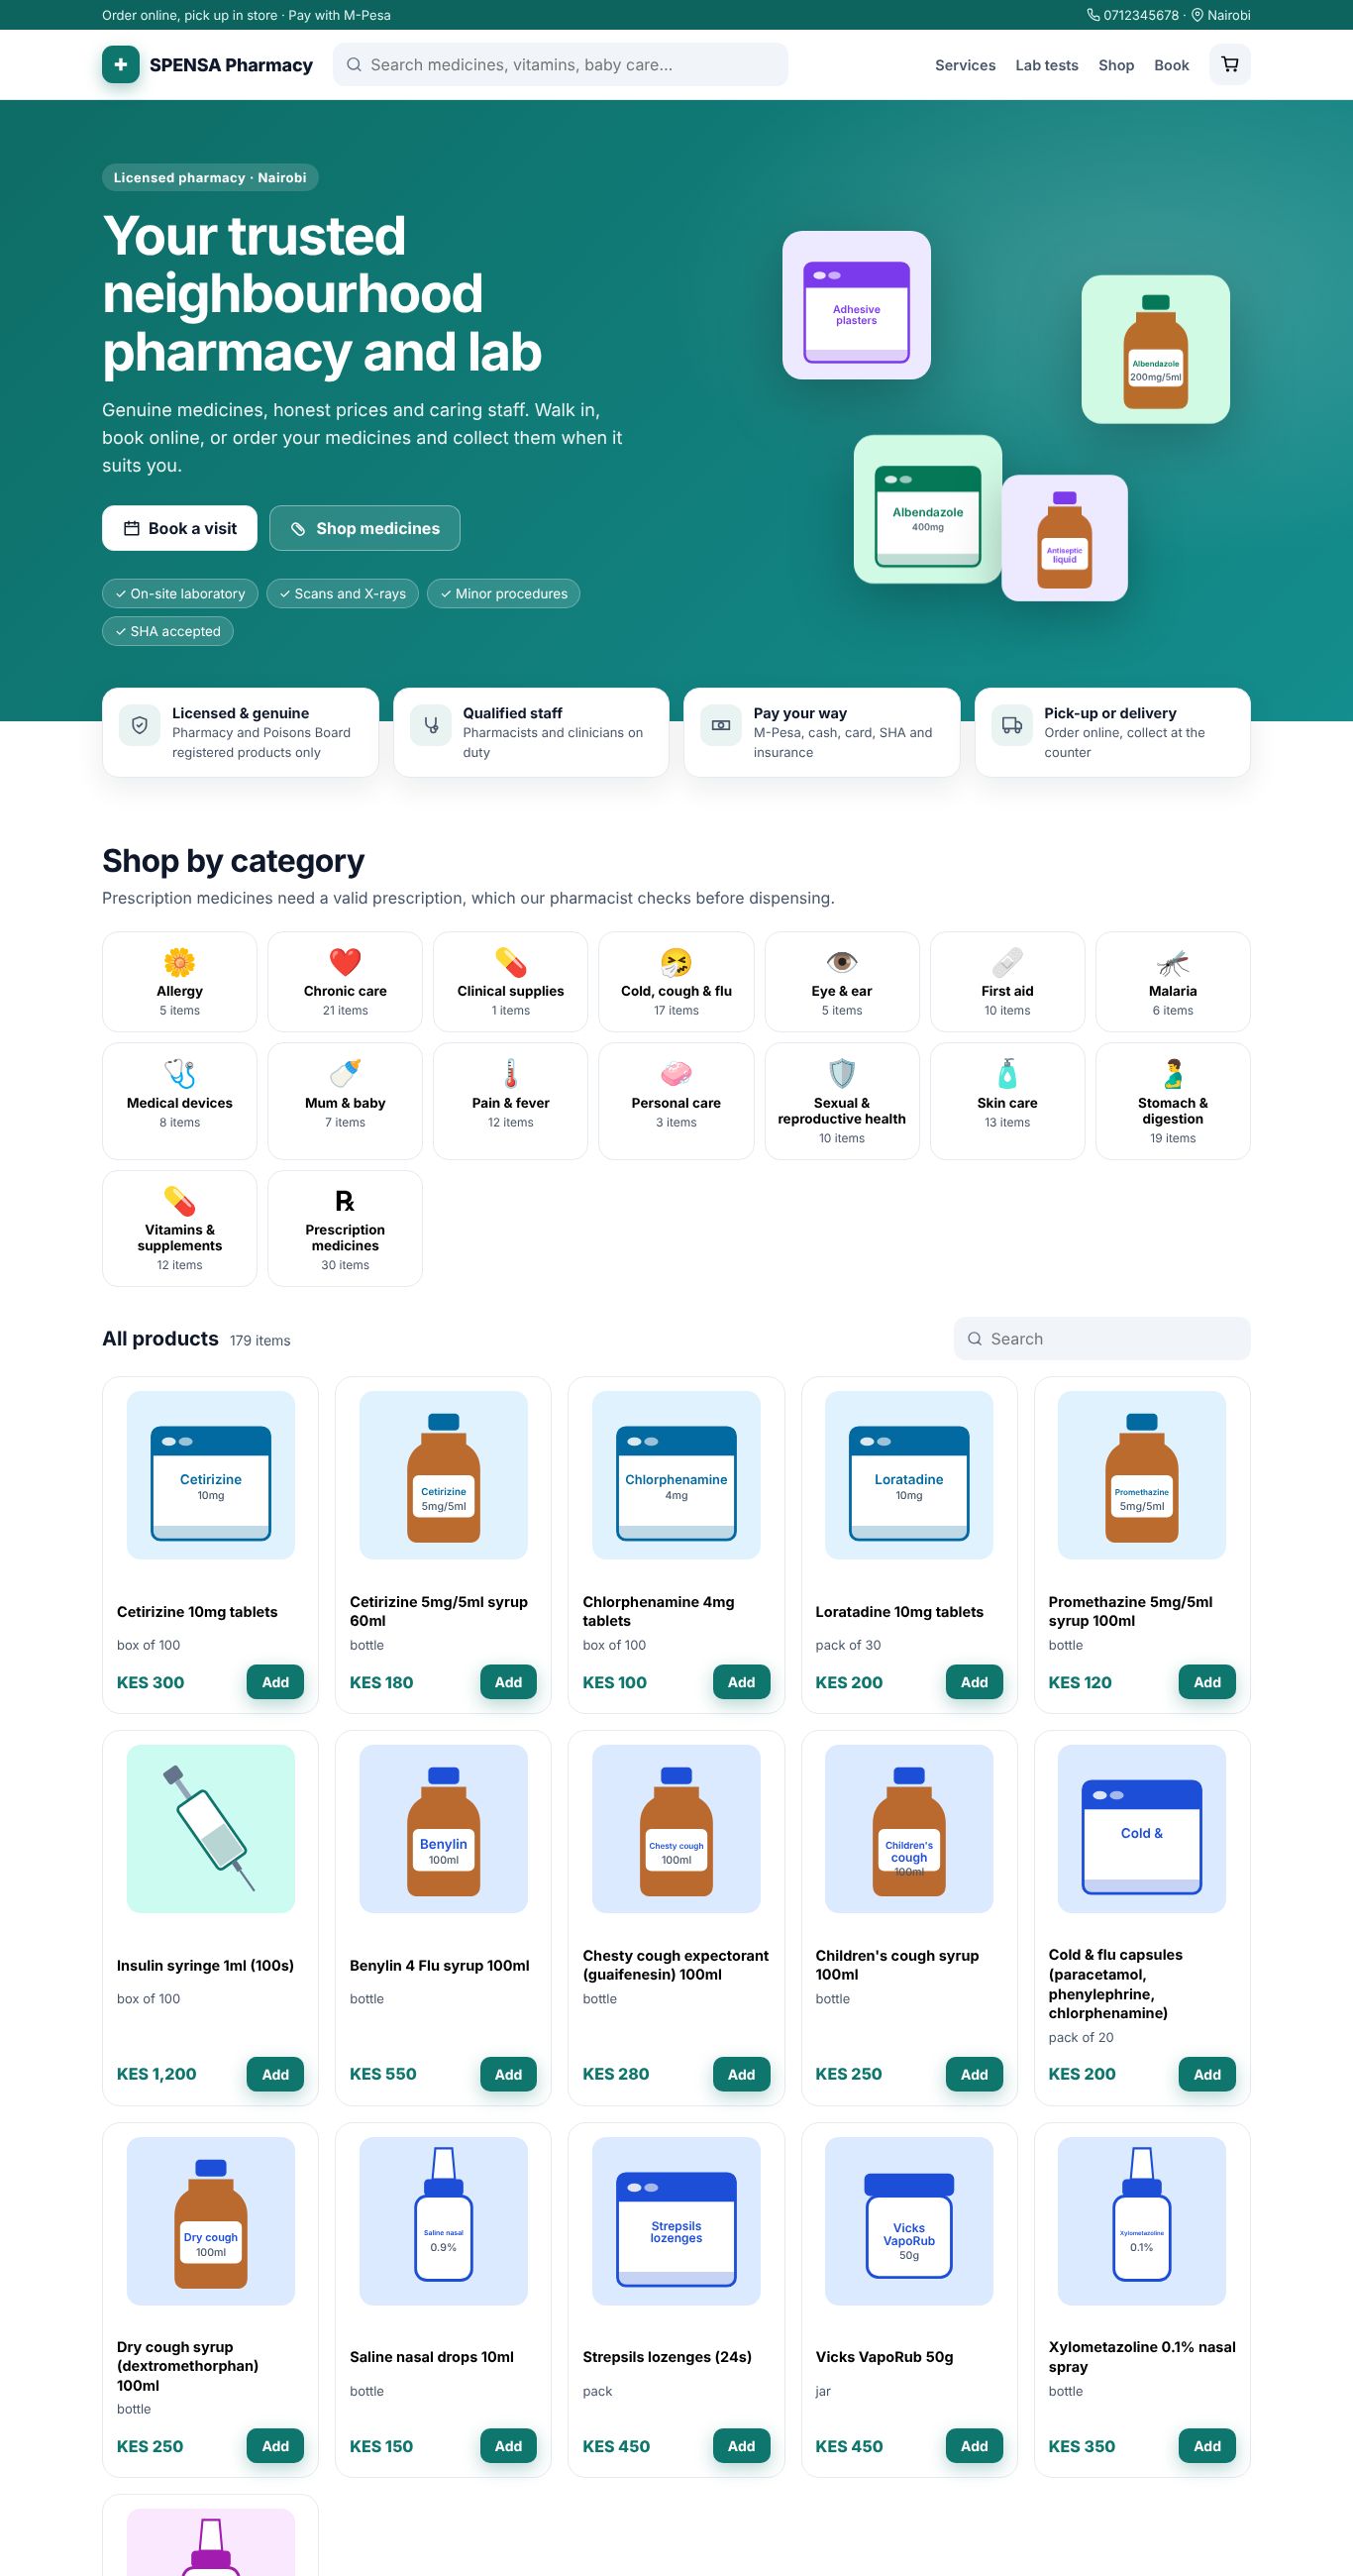 Order online, pick up in store · Pay with M-Pesa
0712345678 · Nairobi
SPENSA Pharmacy
Search medicines, vitamins, baby care...
Services
Lab tests
Shop
Book
Licensed pharmacy · Nairobi
Your trusted
neighbourhood
pharmacy and lab
Genuine medicines, honest prices and caring staff. Walk in,
book online, or order your medicines and collect them when it
suits you.
Book a visit
Shop medicines
✓ On-site laboratory
✓ Scans and X-rays
✓ Minor procedures
✓ SHA accepted
Adhesive
plasters
Albendazole
200mg/5ml
Albendazole
400mg
Antiseptic
liquid
Licensed & genuine
Pharmacy and Poisons Board
registered products only
Qualified staff
Pharmacists and clinicians on
duty
Pay your way
M-Pesa, cash, card, SHA and
insurance
Pick-up or delivery
Order online, collect at the
counter
Shop by category
Prescription medicines need a valid prescription, which our pharmacist checks before dispensing.
Allergy
5 items
Chronic care
21 items
Clinical supplies
1 items
Cold, cough & flu
17 items
Eye & ear
5 items
First aid
10 items
Malaria
6 items
Medical devices
8 items
Mum & baby
7 items
Pain & fever
12 items
Personal care
3 items
Sexual &
reproductive health
10 items
Skin care
13 items
Stomach &
digestion
19 items
Vitamins &
supplements
12 items
℞
Prescription
medicines
30 items
All products 179 items
Search
Cetirizine
10mg
Cetirizine 10mg tablets
box of 100
KES 300
Add
Cetirizine
5mg/5ml
Cetirizine 5mg/5ml syrup
60ml
bottle
KES 180
Add
Chlorphenamine
4mg
Chlorphenamine 4mg
tablets
box of 100
KES 100
Add
Loratadine
10mg
Loratadine 10mg tablets
pack of 30
KES 200
Add
Promethazine
5mg/5ml
Promethazine 5mg/5ml
syrup 100ml
bottle
KES 120
Add
Insulin syringe 1ml (100s)
box of 100
KES 1,200
Add
Benylin
100ml
Benylin 4 Flu syrup 100ml
bottle
KES 550
Add
Chesty cough
100ml
Chesty cough expectorant
(guaifenesin) 100ml
bottle
KES 280
Add
Children's
cough
100ml
Children's cough syrup
100ml
bottle
KES 250
Add
Cold &
Cold & flu capsules
(paracetamol,
phenylephrine,
chlorphenamine)
pack of 20
KES 200
Add
Dry cough
100ml
Dry cough syrup
(dextromethorphan)
100ml
bottle
KES 250
Add
Saline nasal
0.9%
Saline nasal drops 10ml
bottle
KES 150
Add
Strepsils
lozenges
Strepsils lozenges (24s)
pack
KES 450
Add
Vicks
VapoRub
50g
Vicks VapoRub 50g
jar
KES 450
Add
Xylometazoline
0.1%
Xylometazoline 0.1% nasal
spray
bottle
KES 350
Add